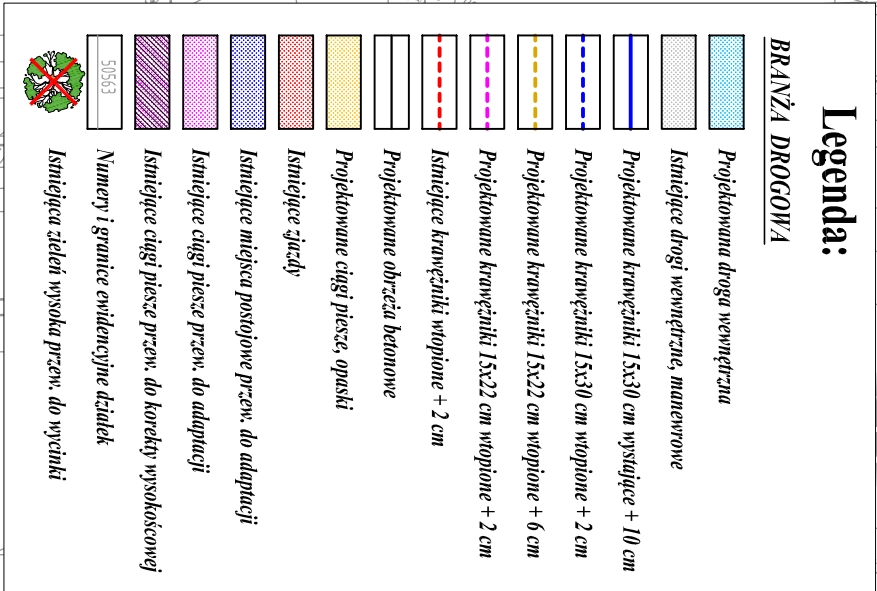 Legenda:
BRANŻA DROGOWA
Projektowana droga wewnętrzna
Istniejące drogi wewnętrzne, manewrowe
Projektowane krawężniki 15x30 cm wystające + 10 cm
Projektowane krawężniki 15x30 cm wtopione + 2 cm
Projektowane krawężniki 15x22 cm wtopione + 6 cm
Projektowane krawężniki 15x22 cm wtopione + 2 cm
Istniejące krawężniki wtopione + 2 cm
Projektowane obrzeża betonowe
Projektowane ciągi piesze, opaski
Istniejące zjazdy
Istniejące miejsca postojowe przew. do adaptacji
Istniejące ciągi piesze przew. do adaptacji
Istniejące ciągi piesze przew. do korekty wysokościowej
50563
Numery i granice ewidencyjne działek
Istniejąca zieleń wysoka przew. do wycinki